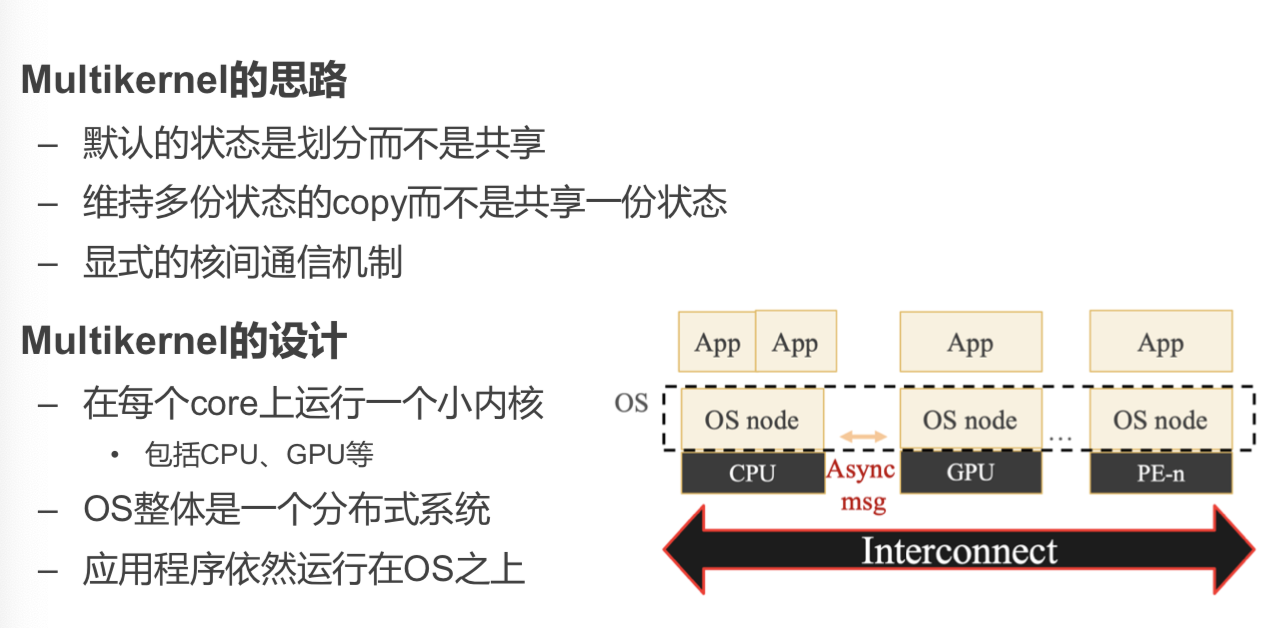 Multikernel的思路
– 默认的状态是划分而不是共享
– 维持多份状态的copy而不是共享一份状态
– 显式的核间通信机制
Multikernel的设计
– 在每个core上运行一个小内核
• 包括CPU、GPU等
– OS整体是一个分布式系统
– 应用程序依然运行在OS之上
App App App App
OS
OS node OS node ... OS node
CPU Async msg GPU PE-n
Interconnect